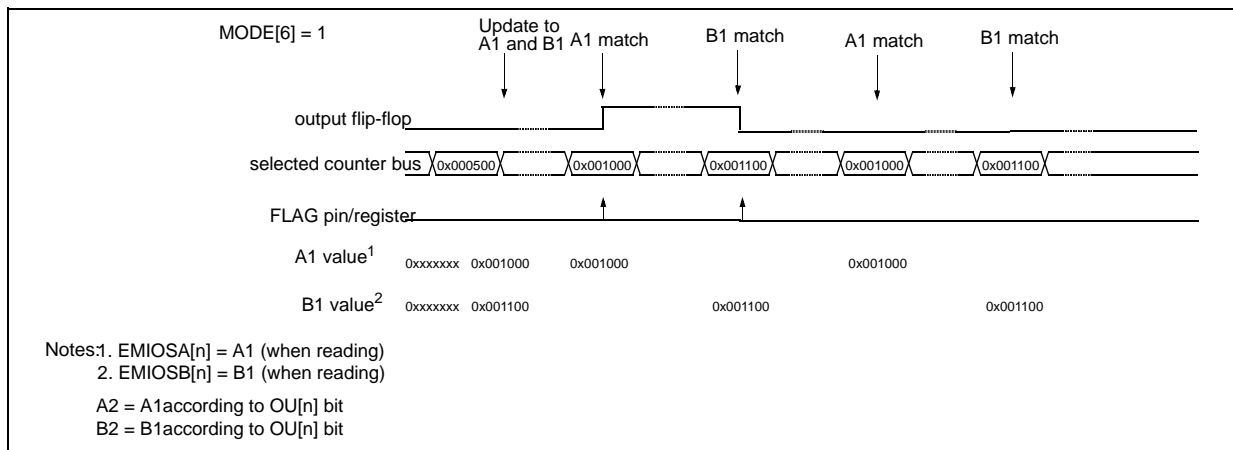 MODE[6] = 1
Update to
A1 and B1
A1 match
B1 match
A1 match
B1 match
output flip-flop
selected counter bus
0x000500
0x001000
0x001100
0x001000
0x001100
FLAG pin/register
A1 value1
0xxxxxxx
0x001000
0x001000
0x001000
B1 value2
0xxxxxxx
0x001100
0x001100
0x001100
Notes:1. EMIOSA[n] = A1 (when reading)
2. EMIOSB[n] = B1 (when reading)
A2 = A1according to OU[n] bit
B2 = B1according to OU[n] bit